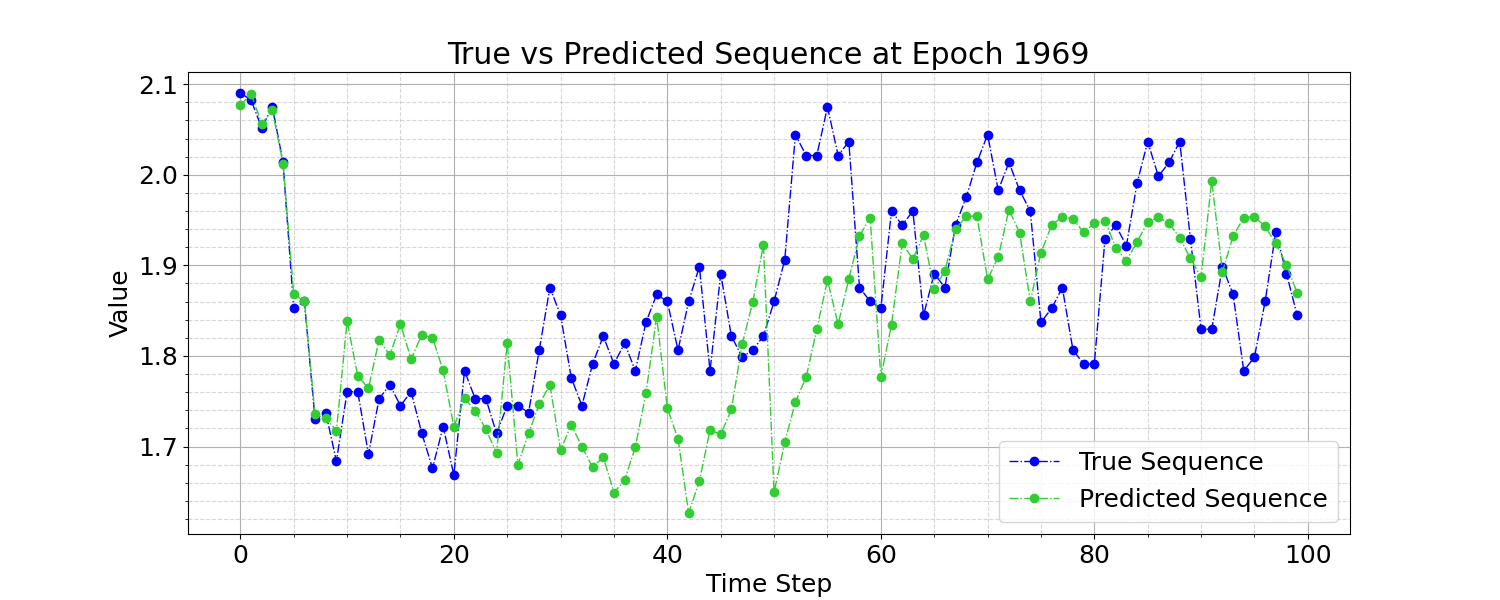 True vs Predicted Sequence at Epoch 1969
2.1
2.0
1.9
1.8
1.7
Value
0 20 40 60 80 100
Time Step
True Sequence
Predicted Sequence